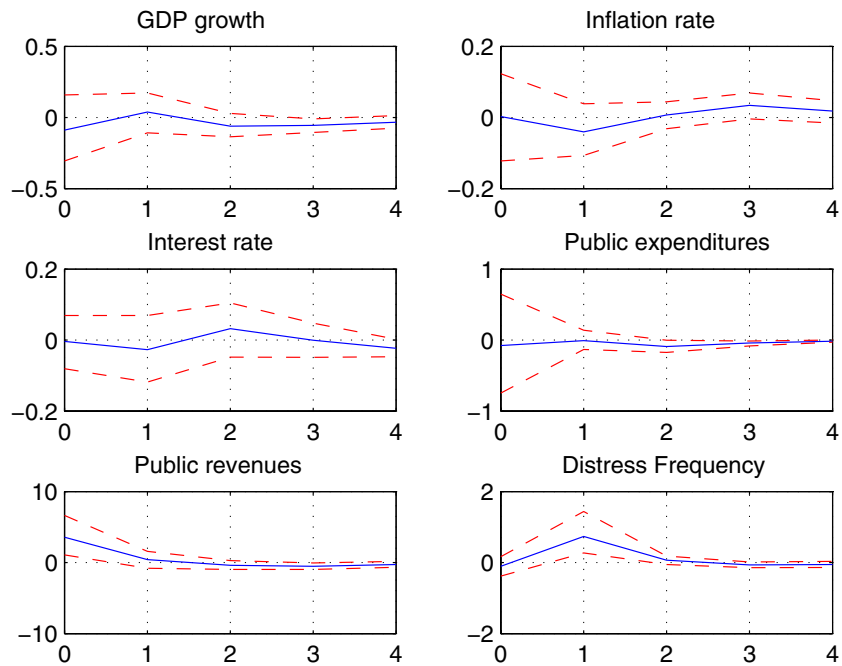 GDP growth
0.5
0
−0.5
0 1 2 3 4
Inflation rate
0.2
0
−0.2
0 1 2 3 4
Interest rate
0.2
0
−0.2
0 1 2 3 4
Public expenditures
1
0
−1
0 1 2 3 4
Public revenues
10
0
−10
0 1 2 3 4
Distress Frequency
2
0
−2
0 1 2 3 4